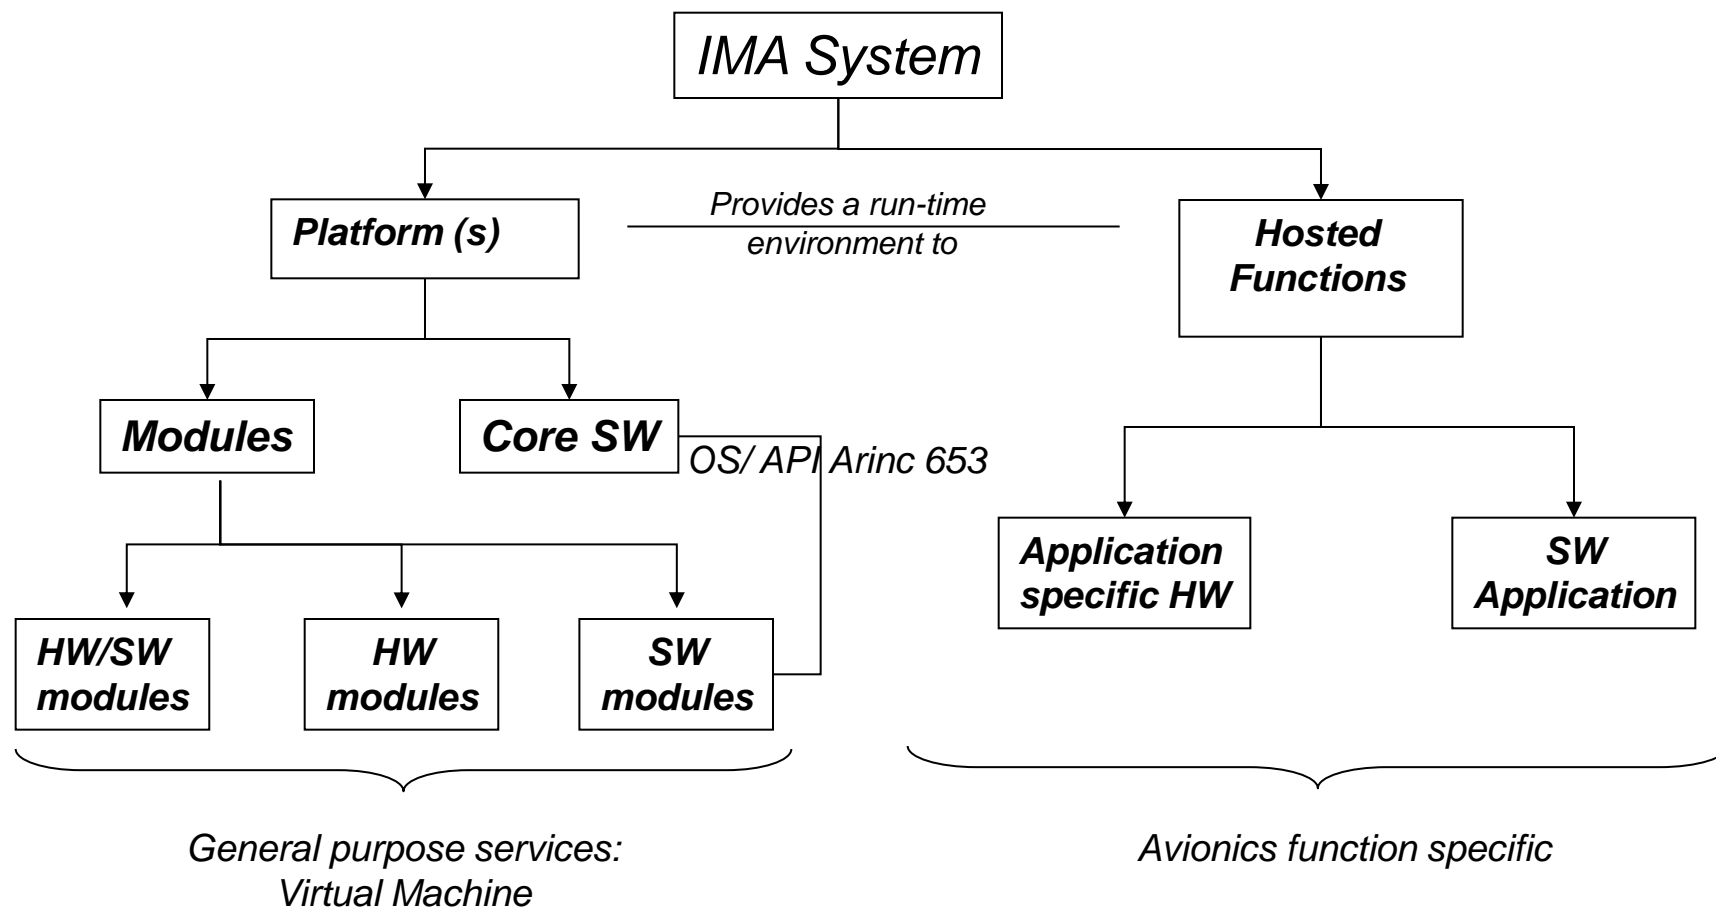 IMA System
Provides a run-time
environment to
Platform (s)
Hosted
Functions
Modules
Core SW
OS/ API Arinc 653
Application
specific HW
SW
Application
HW/SW
modules
HW
modules
SW
modules
General purpose services:
Virtual Machine
Avionics function specific